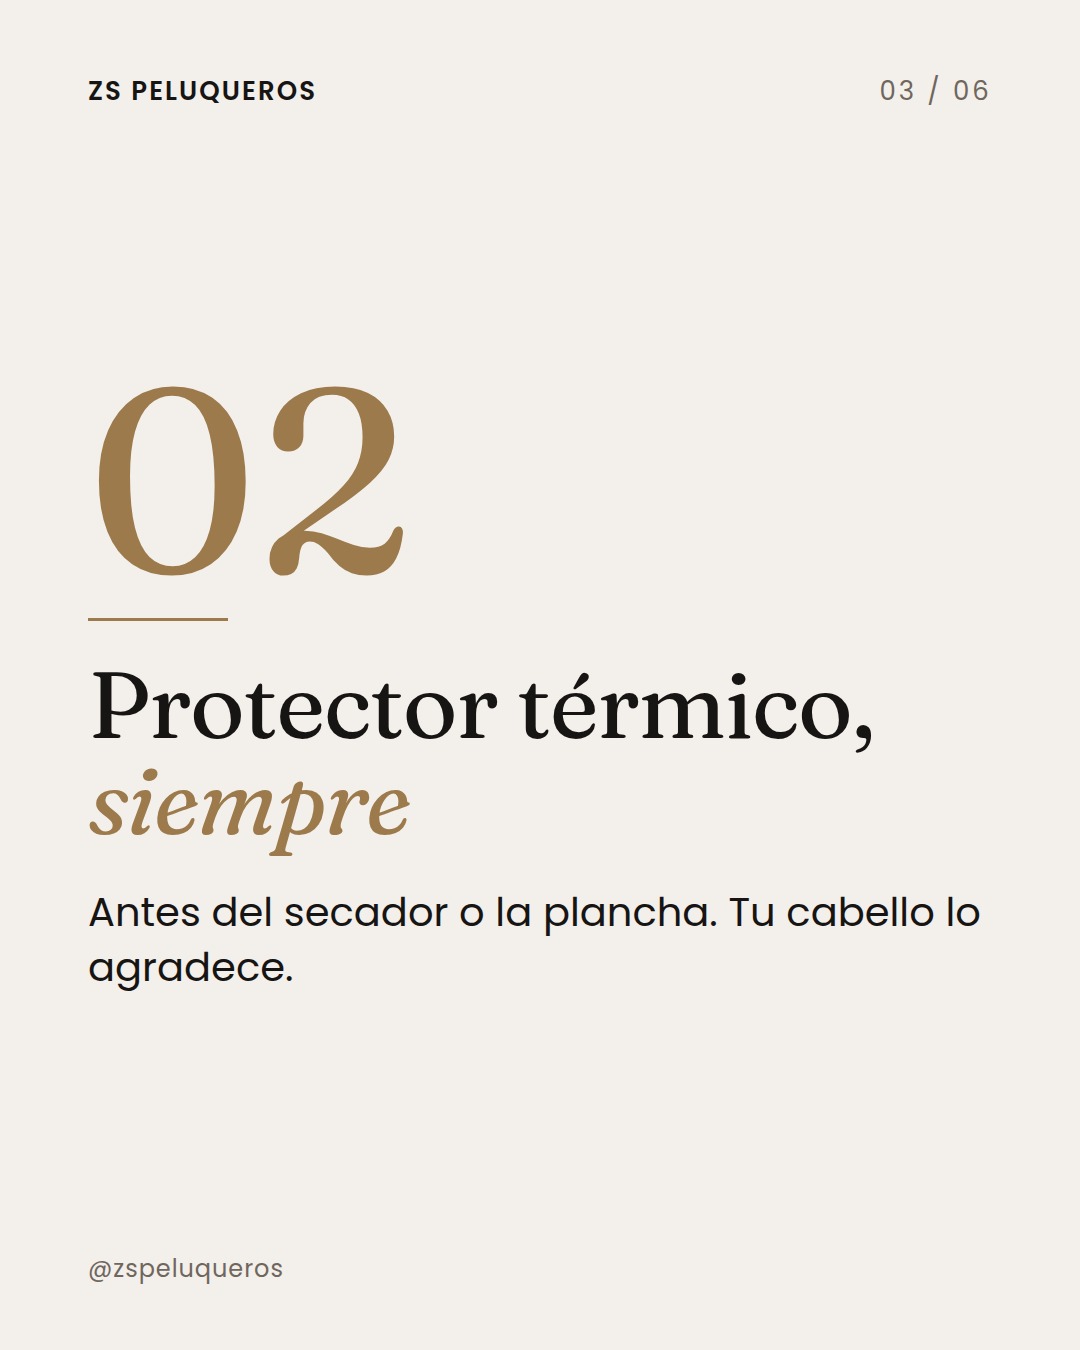 ZS PELUQUEROS
03 / 06
02
Protector térmico,
siempre
Antes del secador o la plancha. Tu cabello lo
agradece.
@zspeluqueros